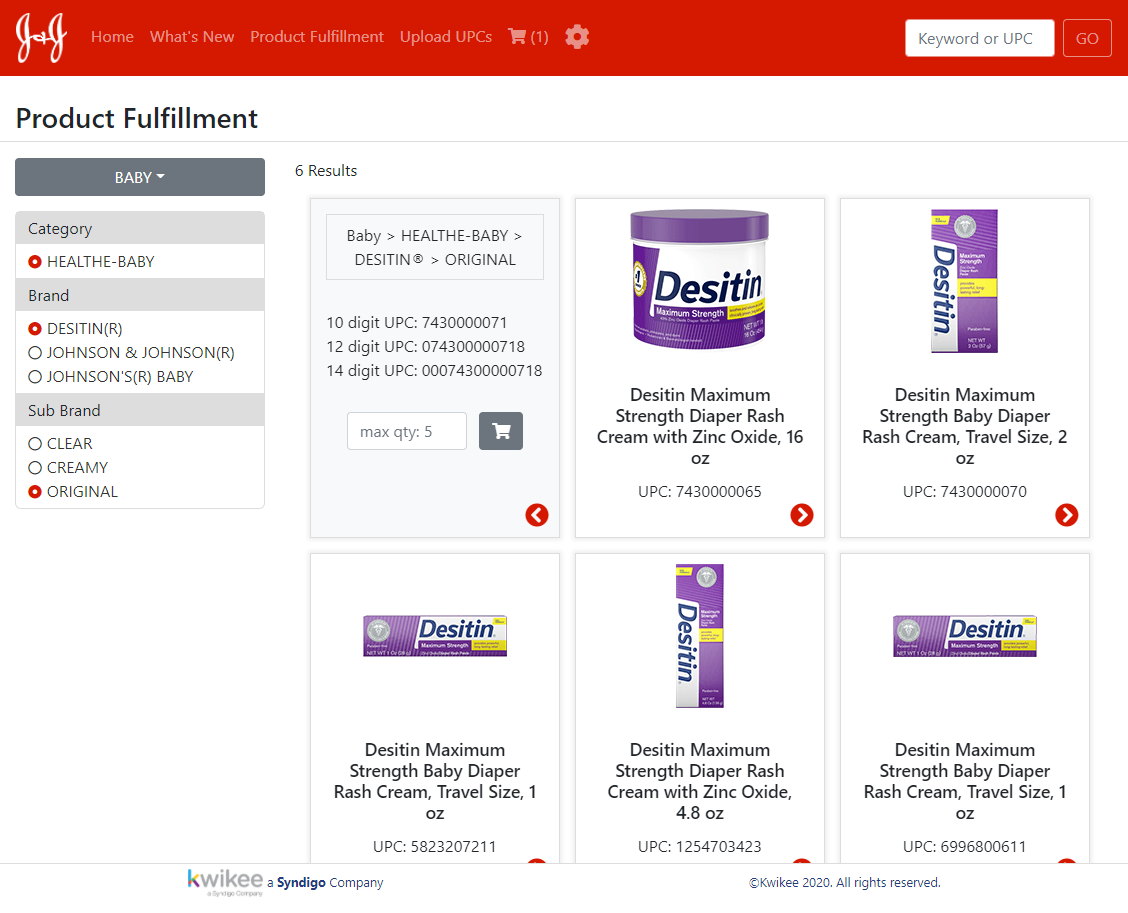 J&J Home What's New Product Fulfillment Upload UPCs (1) Keyword or UPC GO
Product Fulfillment
BABY
6 Results
Category
HEALTHE-BABY
Brand
DESITIN(R)
JOHNSON & JOHNSON(R)
JOHNSON'S(R) BABY
Sub Brand
CLEAR
CREAMY
ORIGINAL
Baby > HEALTHE-BABY >
DESITIN® > ORIGINAL
10 digit UPC: 7430000071
12 digit UPC: 074300000718
14 digit UPC: 00074300000718
max qty: 5
#1
Desitin
Maximum Strength
Desitin Maximum
Strength Diaper Rash
Cream with Zinc Oxide, 16
oz
UPC: 7430000065
Desitin
Maximum
Strength
Desitin Maximum
Strength Baby Diaper
Rash Cream, Travel Size, 2
oz
UPC: 7430000070
Desitin
Maximum Strength
Desitin Maximum
Strength Baby Diaper
Rash Cream, Travel Size, 1
oz
UPC: 5823207211
Desitin
Maximum
Strength
Desitin Maximum
Strength Diaper Rash
Cream with Zinc Oxide,
4.8 oz
UPC: 1254703423
Desitin
Maximum Strength
Desitin Maximum
Strength Baby Diaper
Rash Cream, Travel Size, 1
oz
UPC: 6996800611
kwikee a Syndigo Company
a Syndigo Company
©Kwikee 2020. All rights reserved.